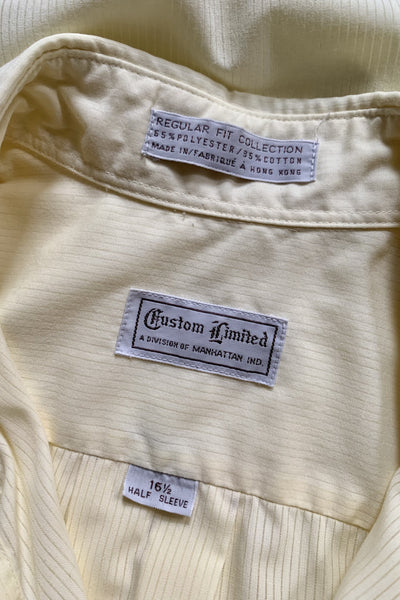 REGULAR FIT COLLECTION
65% POLYESTER/35% COTTON
MADE IN/FABRIQUÉ À HONG KONG
Custom Limited
A DIVISION OF MANHATTAN IND.
16½
HALF SLEEVE